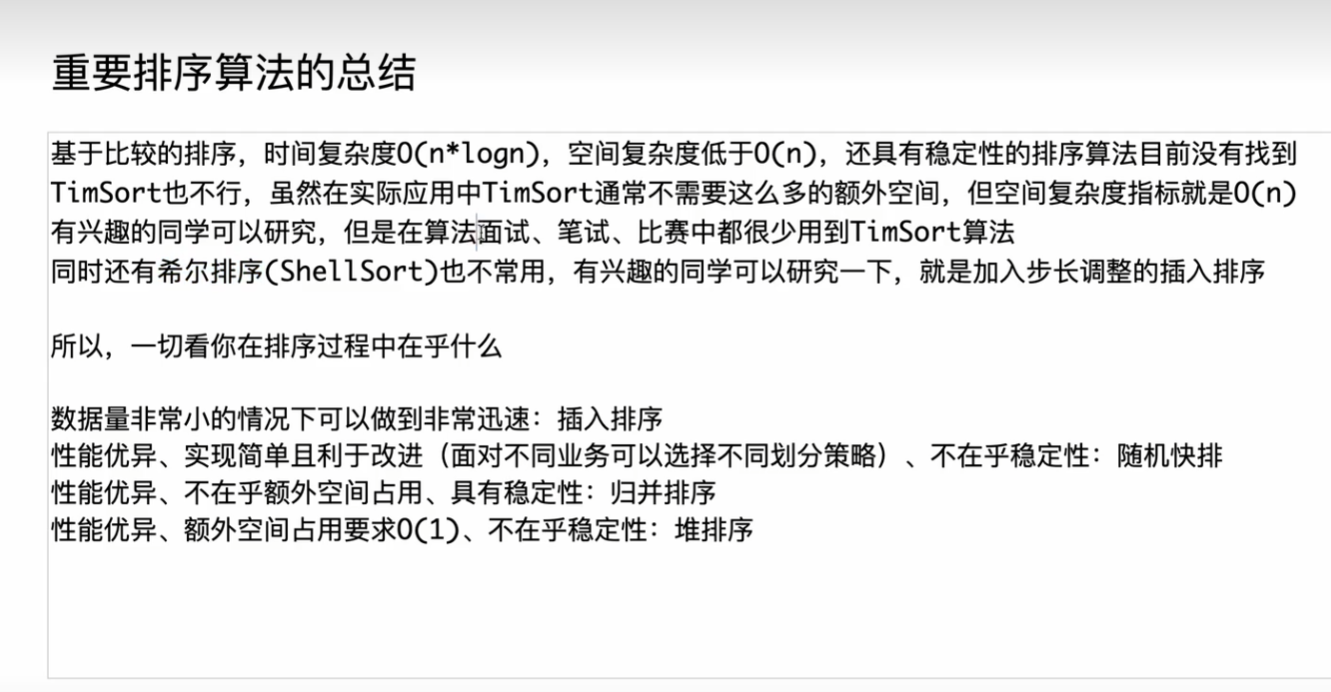 重要排序算法的总结
基于比较的排序，时间复杂度O(n*logn)，空间复杂度低于O(n)，还具有稳定性的排序算法目前没有找到
TimSort也不行，虽然在实际应用中TimSort通常不需要这么多的额外空间，但空间复杂度指标就是O(n)
有兴趣的同学可以研究，但是在算法面试、笔试、比赛中都很少用到TimSort算法
同时还有希尔排序(ShellSort)也不常用，有兴趣的同学可以研究一下，就是加入步长调整的插入排序
所以，一切看你在排序过程中在乎什么
数据量非常小的情况下可以做到非常迅速：插入排序
性能优异、实现简单且利于改进（面对不同业务可以选择不同划分策略）、不在乎稳定性：随机快排
性能优异、不在乎额外空间占用、具有稳定性：归并排序
性能优异、额外空间占用要求O(1)、不在乎稳定性：堆排序